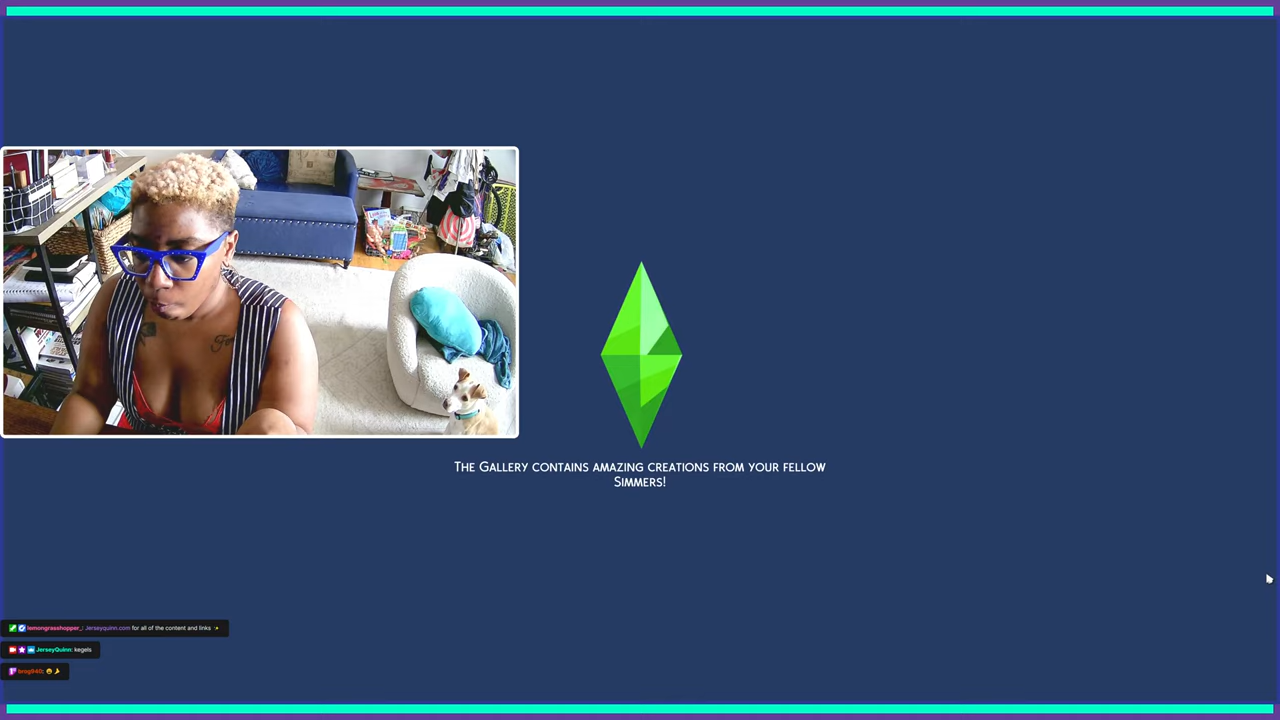 The Gallery contains amazing creations from your fellow
Simmers!
lemongrasshopper_: Jerseyquinn.com for all of the content and links
JerseyQuinn: kegels